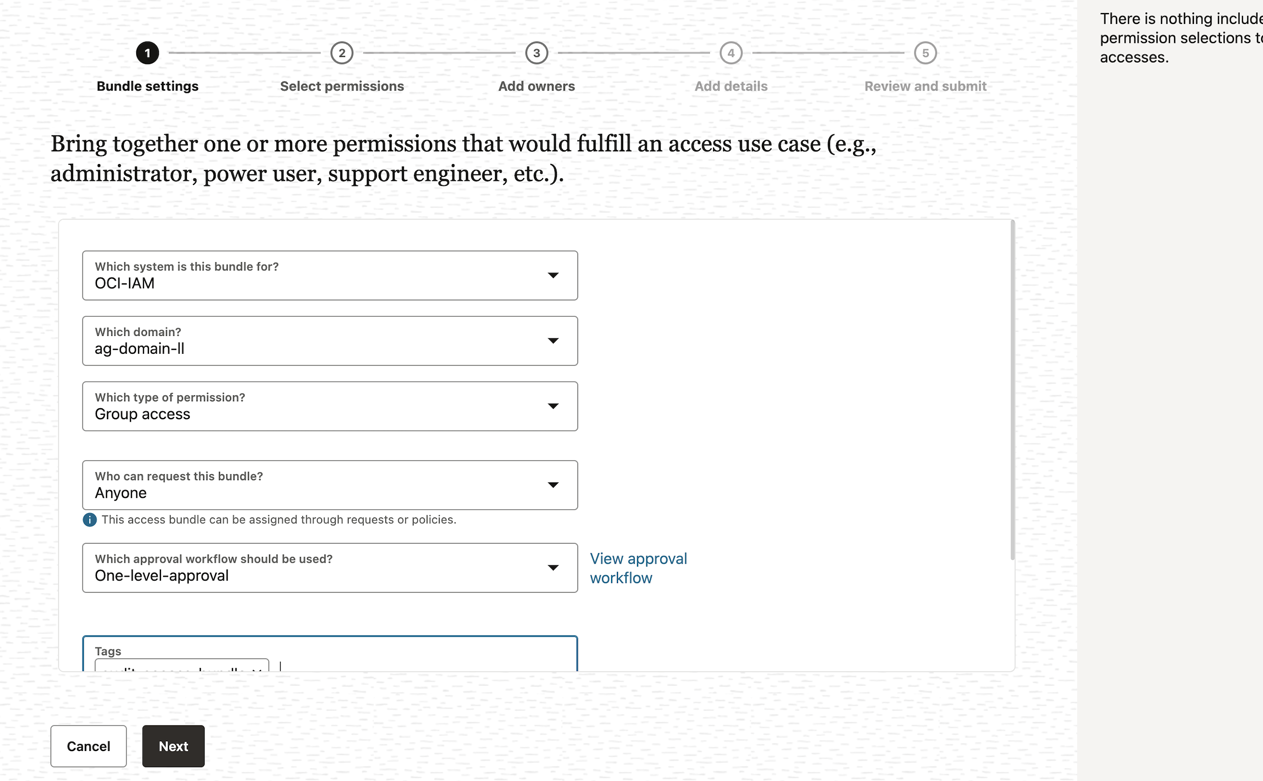 1
2
3
4
5
Bundle settings
Select permissions
Add owners
Add details
Review and submit
Bring together one or more permissions that would fulfill an access use case (e.g.,
administrator, power user, support engineer, etc.).
Which system is this bundle for?
OCI-IAM
Which domain?
ag-domain-ll
Which type of permission?
Group access
Who can request this bundle?
Anyone
i This access bundle can be assigned through requests or policies.
Which approval workflow should be used?
One-level-approval
View approval
workflow
Tags
Cancel
Next
There is nothing include
permission selections
accesses.